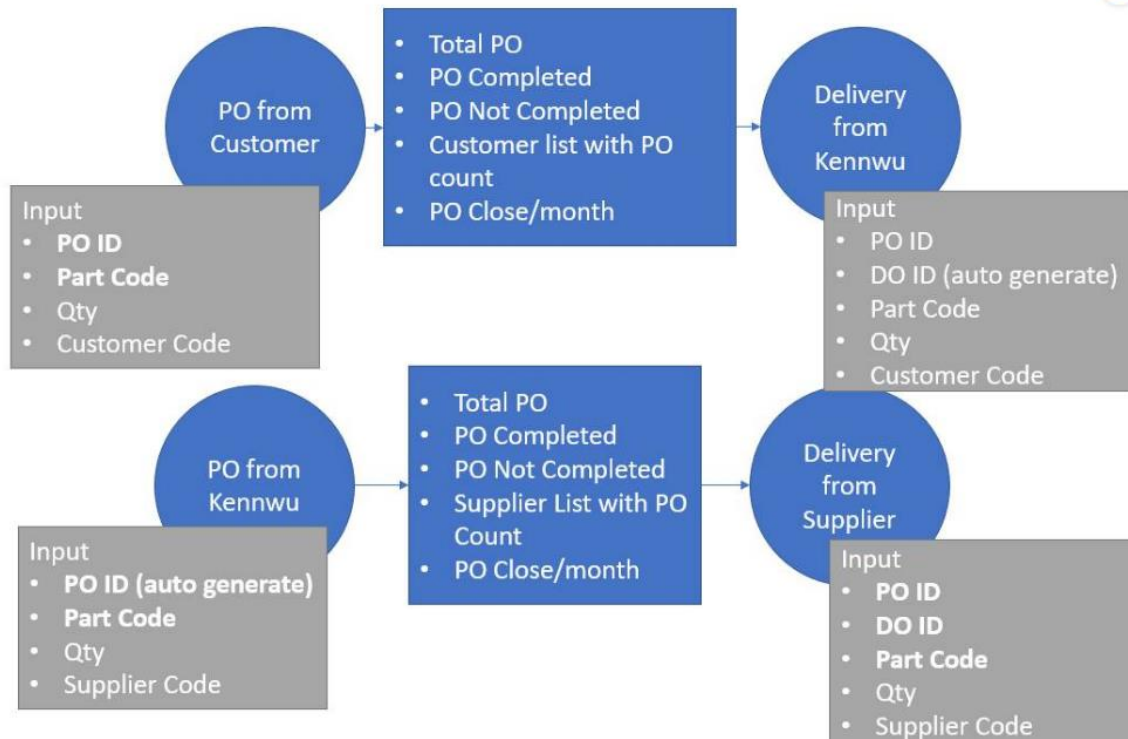 PO from
Customer
• Total PO
• PO Completed
• PO Not Completed
• Customer list with PO
count
• PO Close/month
Delivery
from
Kennwu
Input
• PO ID
• Part Code
• Qty
• Customer Code
Input
• PO ID
• DO ID (auto generate)
• Part Code
• Qty
• Customer Code
PO from
Kennwu
• Total PO
• PO Completed
• PO Not Completed
• Supplier List with PO
Count
• PO Close/month
Delivery
from
Supplier
Input
• PO ID (auto generate)
• Part Code
• Qty
• Supplier Code
Input
• PO ID
• DO ID
• Part Code
• Qty
• Supplier Code